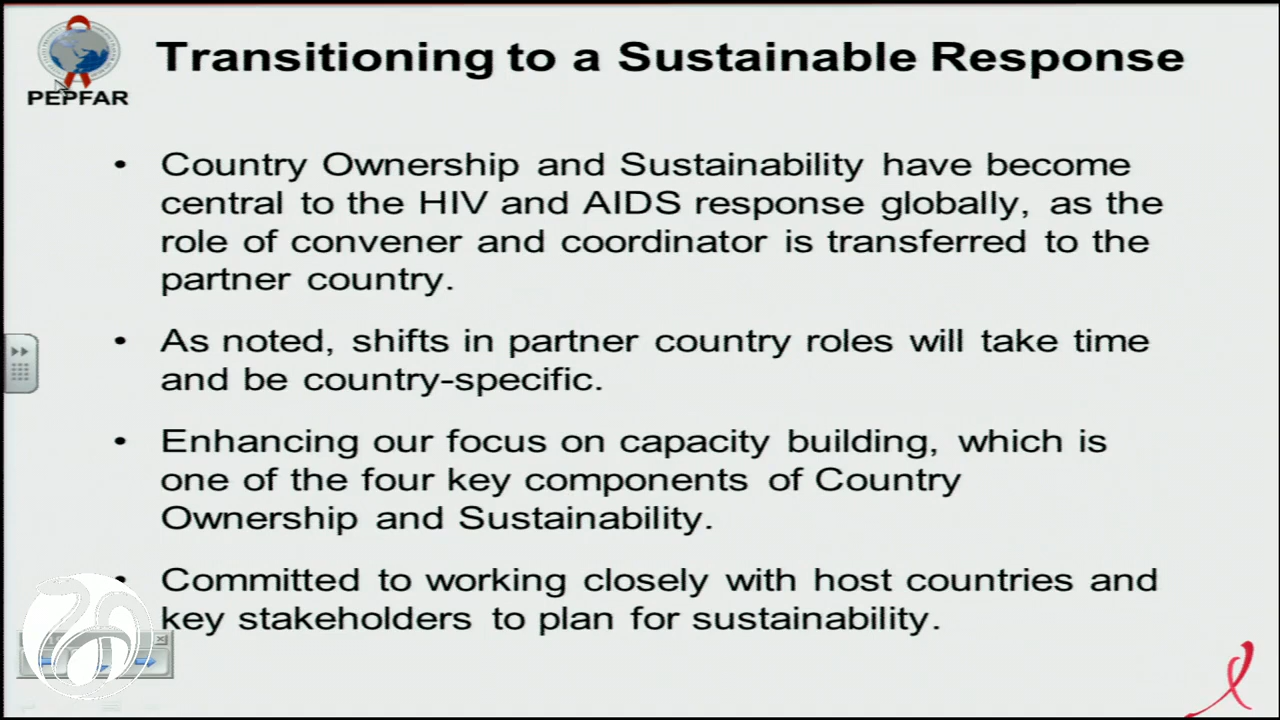 Transitioning to a Sustainable Response
PEPFAR
• Country Ownership and Sustainability have become
central to the HIV and AIDS response globally, as the
role of convener and coordinator is transferred to the
partner country.
• As noted, shifts in partner country roles will take time
and be country-specific.
• Enhancing our focus on capacity building, which is
one of the four key components of Country
Ownership and Sustainability.
• Committed to working closely with host countries and
key stakeholders to plan for sustainability.